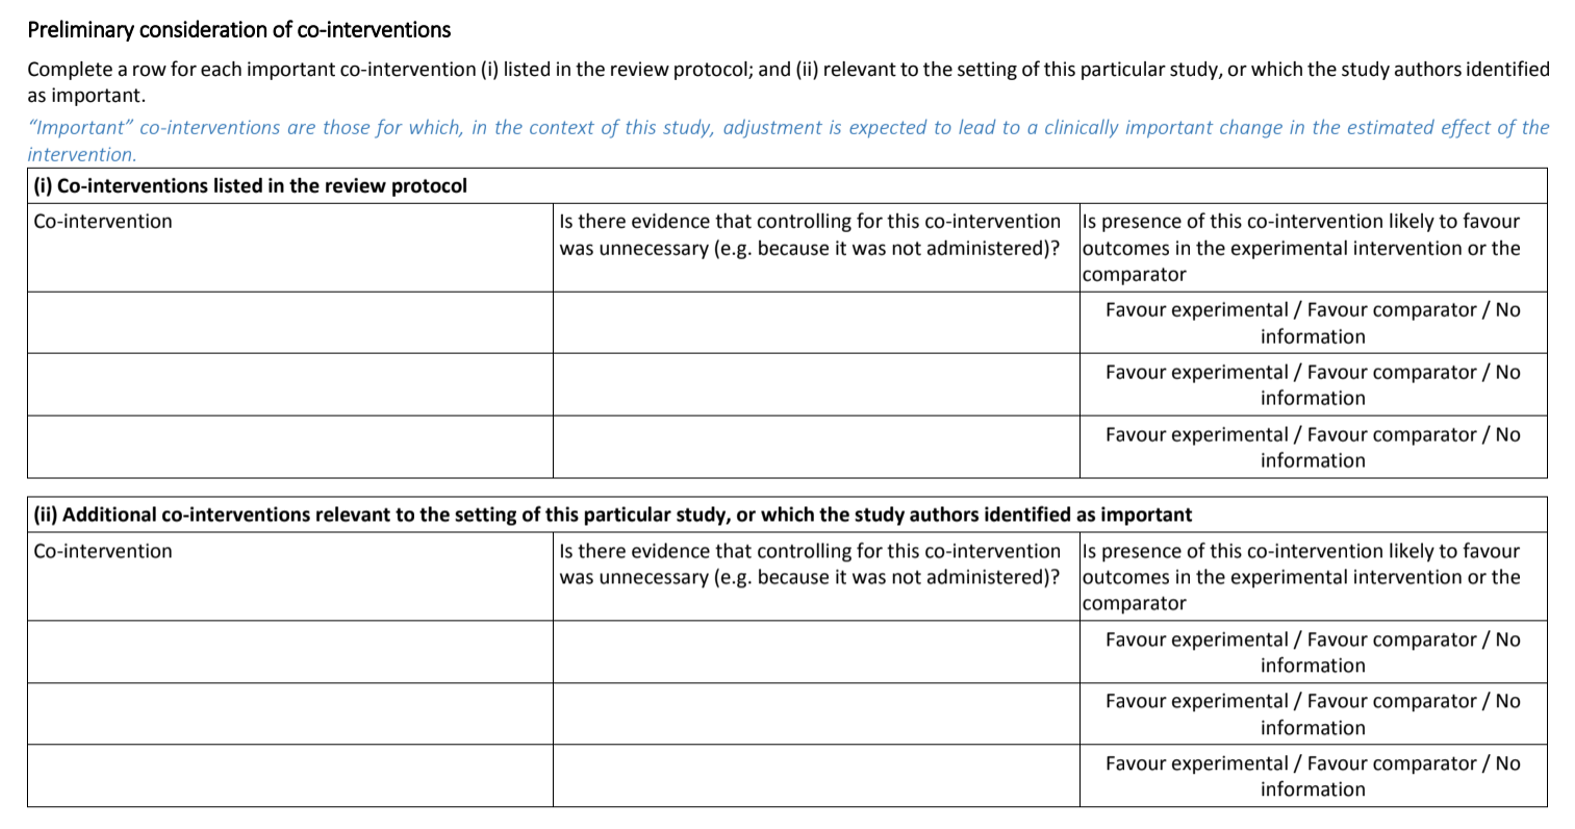 Preliminary consideration of co-interventions
Complete a row for each important co-intervention (i) listed in the review protocol; and (ii) relevant to the setting of this particular study, or which the study authors identified
as important.
“Important” co-interventions are those for which, in the context of this study, adjustment is expected to lead to a clinically important change in the estimated effect of the
intervention.
(i) Co-interventions listed in the review protocol
Co-intervention
Is there evidence that controlling for this co-intervention
was unnecessary (e.g. because it was not administered)?
Is presence of this co-intervention likely to favour
outcomes in the experimental intervention or the
comparator
Favour experimental / Favour comparator / No
information
Favour experimental / Favour comparator / No
information
Favour experimental / Favour comparator / No
information
(ii) Additional co-interventions relevant to the setting of this particular study, or which the study authors identified as important
Co-intervention
Is there evidence that controlling for this co-intervention
was unnecessary (e.g. because it was not administered)?
Is presence of this co-intervention likely to favour
outcomes in the experimental intervention or the
comparator
Favour experimental / Favour comparator / No
information
Favour experimental / Favour comparator / No
information
Favour experimental / Favour comparator / No
information